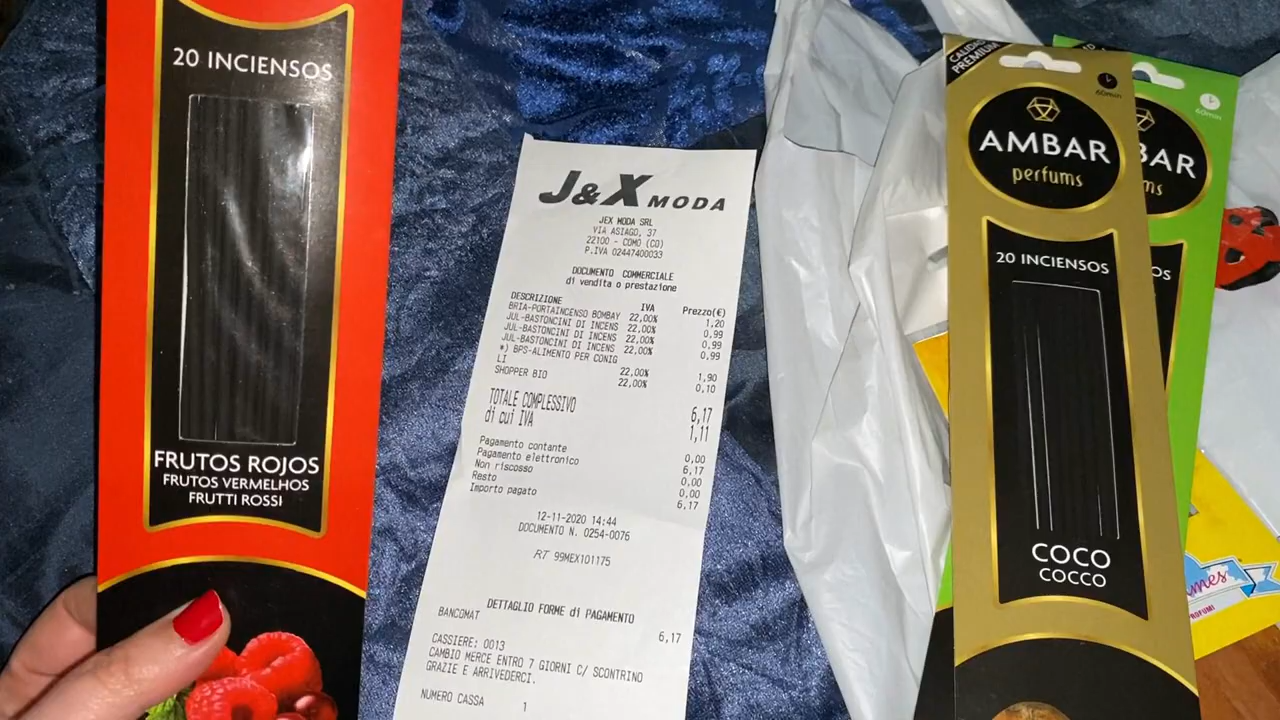 20 INCIENSOS
FRUTOS ROJOS
FRUTOS VERMELHOS
FRUTTI ROSSI
J&X MODA
JEX MODA SRL
VIA ASIAGO, 37
22100 - COMO (CO)
P.IVA 02447400033
DOCUMENTO COMMERCIALE
di vendita o prestazione
DESCRIZIONE IVA Prezzo(€)
BRIA-PORTAINCENSO BOMBAY 22,00% 1,20
JUL-BASTONCINI DI INCENS 22,00% 0,99
JUL-BASTONCINI DI INCENS 22,00% 0,99
JUL-BASTONCINI DI INCENS 22,00% 0,99
*) BPS-ALIMENTO PER CONIG
LI 22,00% 1,90
SHOPPER BIO 22,00% 0,10
TOTALE COMPLESSIVO 6,17
di cui IVA 1,11
Pagamento contante 0,00
Pagamento elettronico 6,17
Non riscosso 0,00
Resto 0,00
Importo pagato 6,17
12-11-2020 14:44
DOCUMENTO N. 0254-0076
RT 99MEX101175
DETTAGLIO FORME di PAGAMENTO
BANCOMAT 6,17
CASSIERE: 0013
CAMBIO MERCE ENTRO 7 GIORNI C/ SCONTRINO
GRAZIE E ARRIVEDERCI.
NUMERO CASSA 1
CALIDAD
PREMIUM
60min
AMBAR
perfums
20 INCIENSOS
COCO
COCCO
60min
BAR
ms
OS
mes
PROFUMI